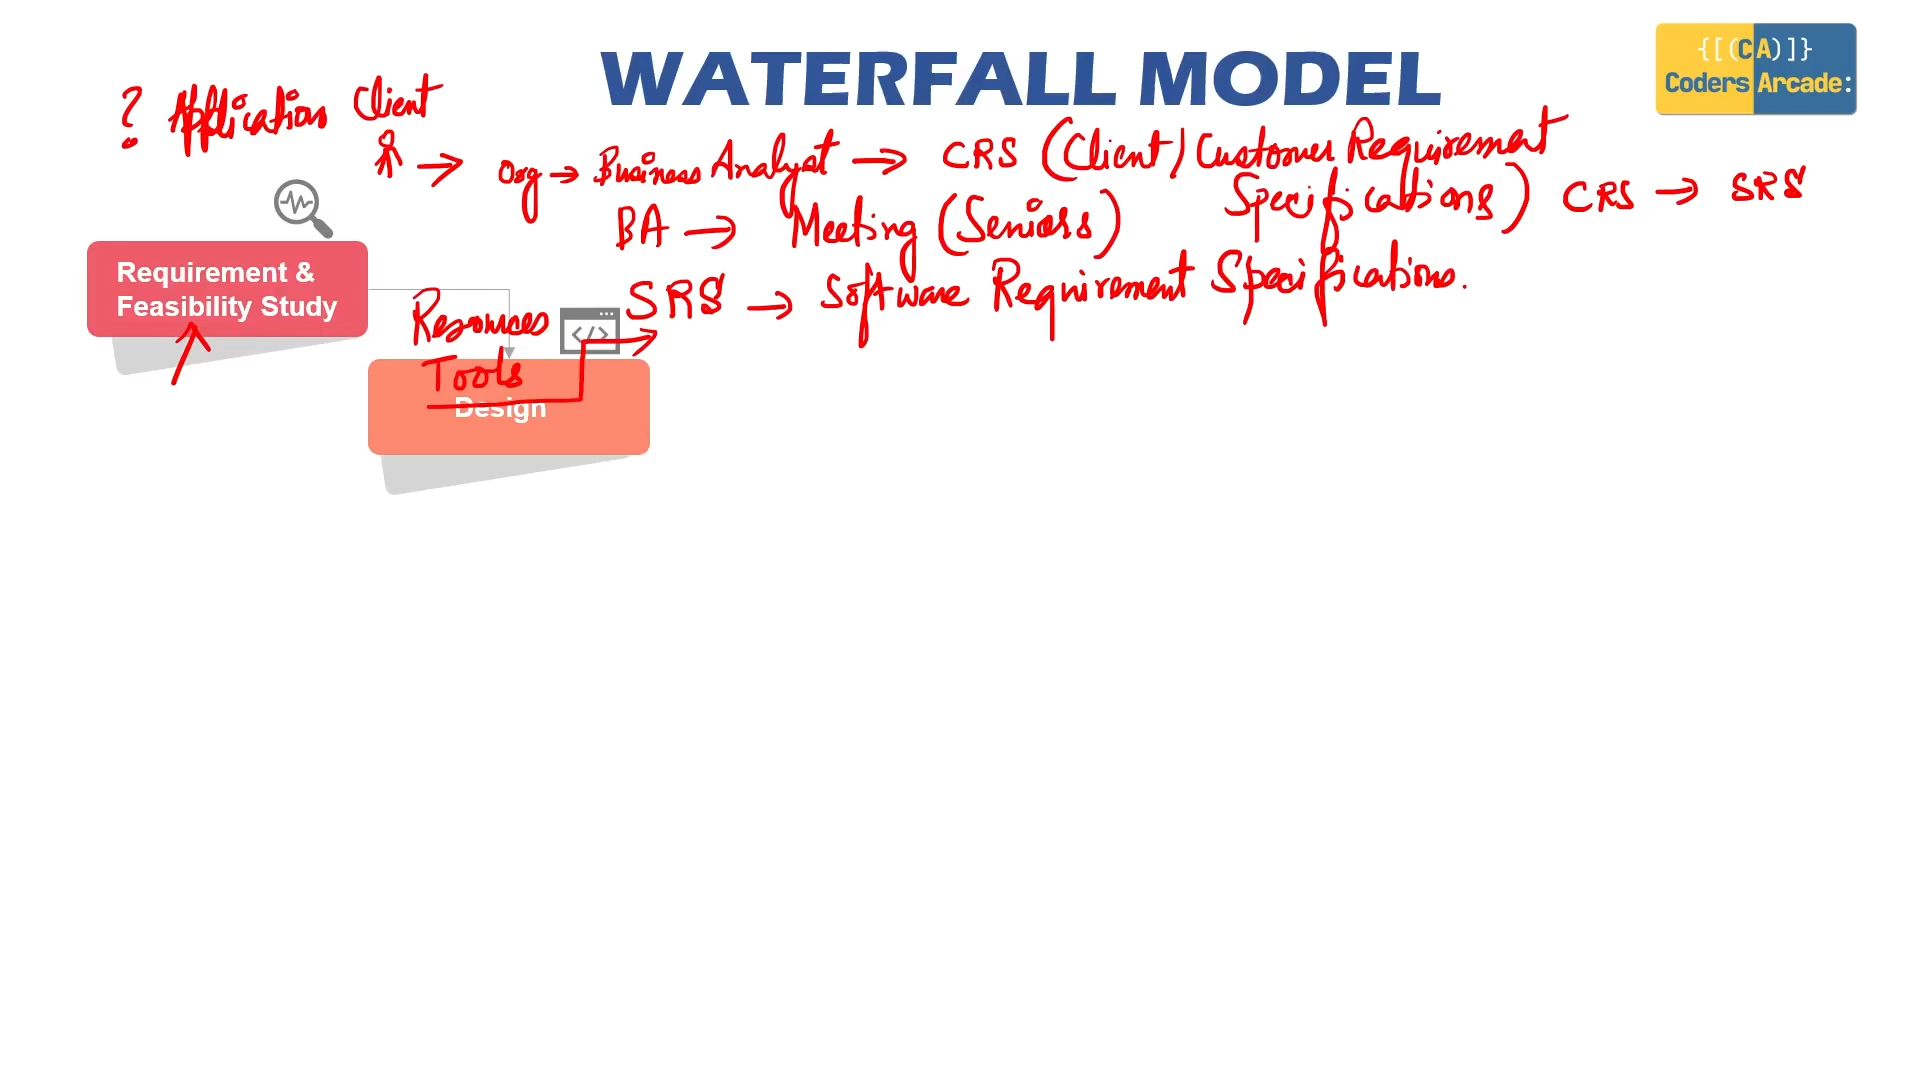 WATERFALL MODEL
{[(CA)]}
Coders Arcade:
? Application Client
→ Org → Business Analyst → CRS (Client/Customer Requirement
Specifications) CRS → SRS
BA → Meeting (Seniors)
Requirement &
Feasibility Study
SRS → Software Requirement Specifications.
Resources
</>
Tools
Design